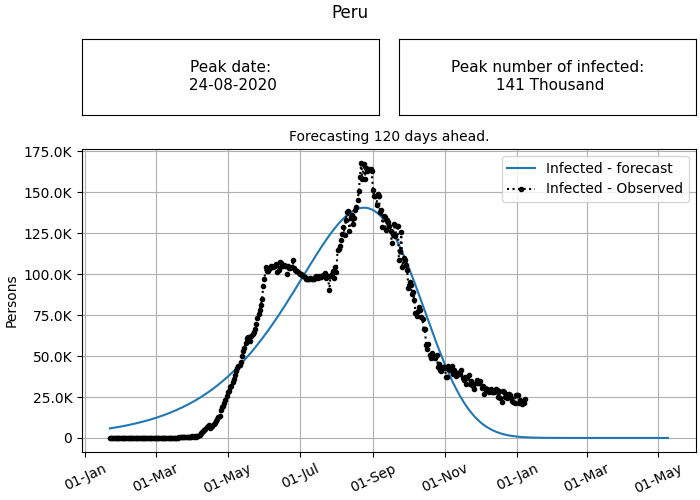 Peru
Peak date:
24-08-2020
Peak number of infected:
141 Thousand
Forecasting 120 days ahead.
175.0K
150.0K
125.0K
100.0K
75.0K
50.0K
25.0K
0
Persons
Infected - forecast
Infected - Observed
01-Jan
01-Mar
01-May
01-Jul
01-Sep
01-Nov
01-Jan
01-Mar
01-May